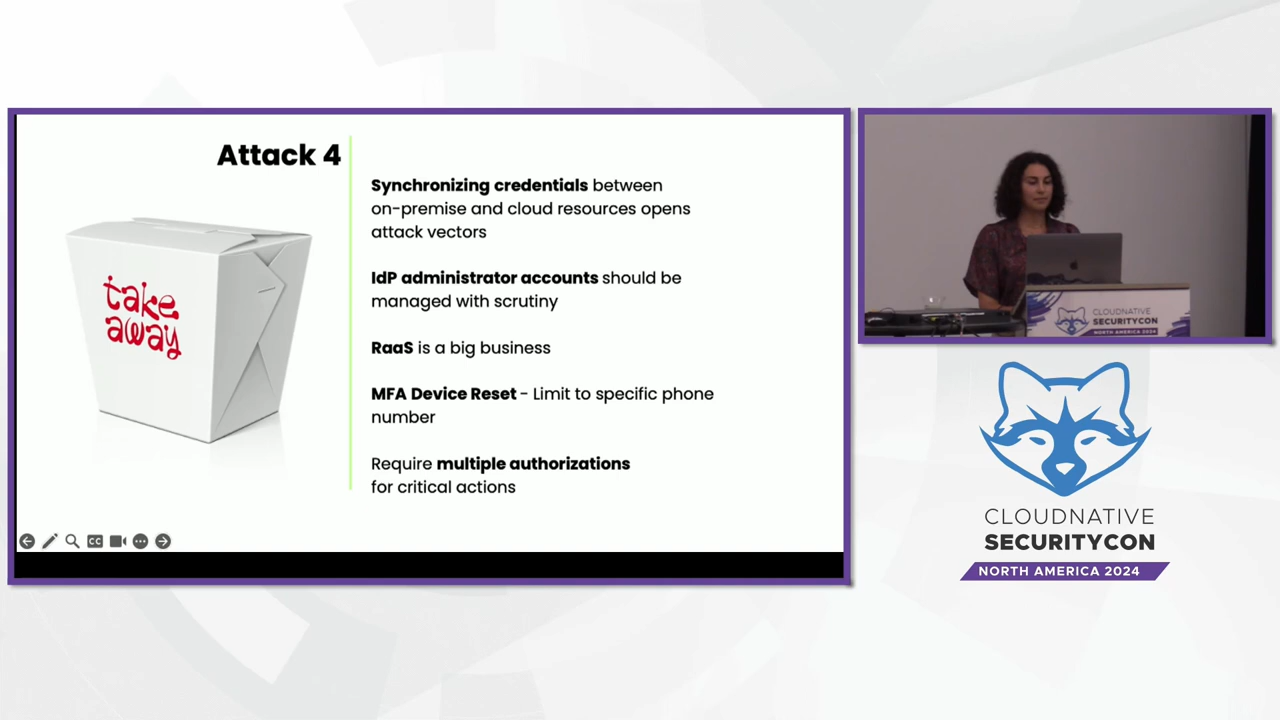 Attack 4
take
away
Synchronizing credentials between
on-premise and cloud resources opens
attack vectors
IdP administrator accounts should be
managed with scrutiny
RaaS is a big business
MFA Device Reset - Limit to specific phone
number
Require multiple authorizations
for critical actions
CC
CLOUDNATIVE
SECURITYCON
NORTH AMERICA 2024
CLOUDNATIVE
SECURITYCON
NORTH AMERICA 2024